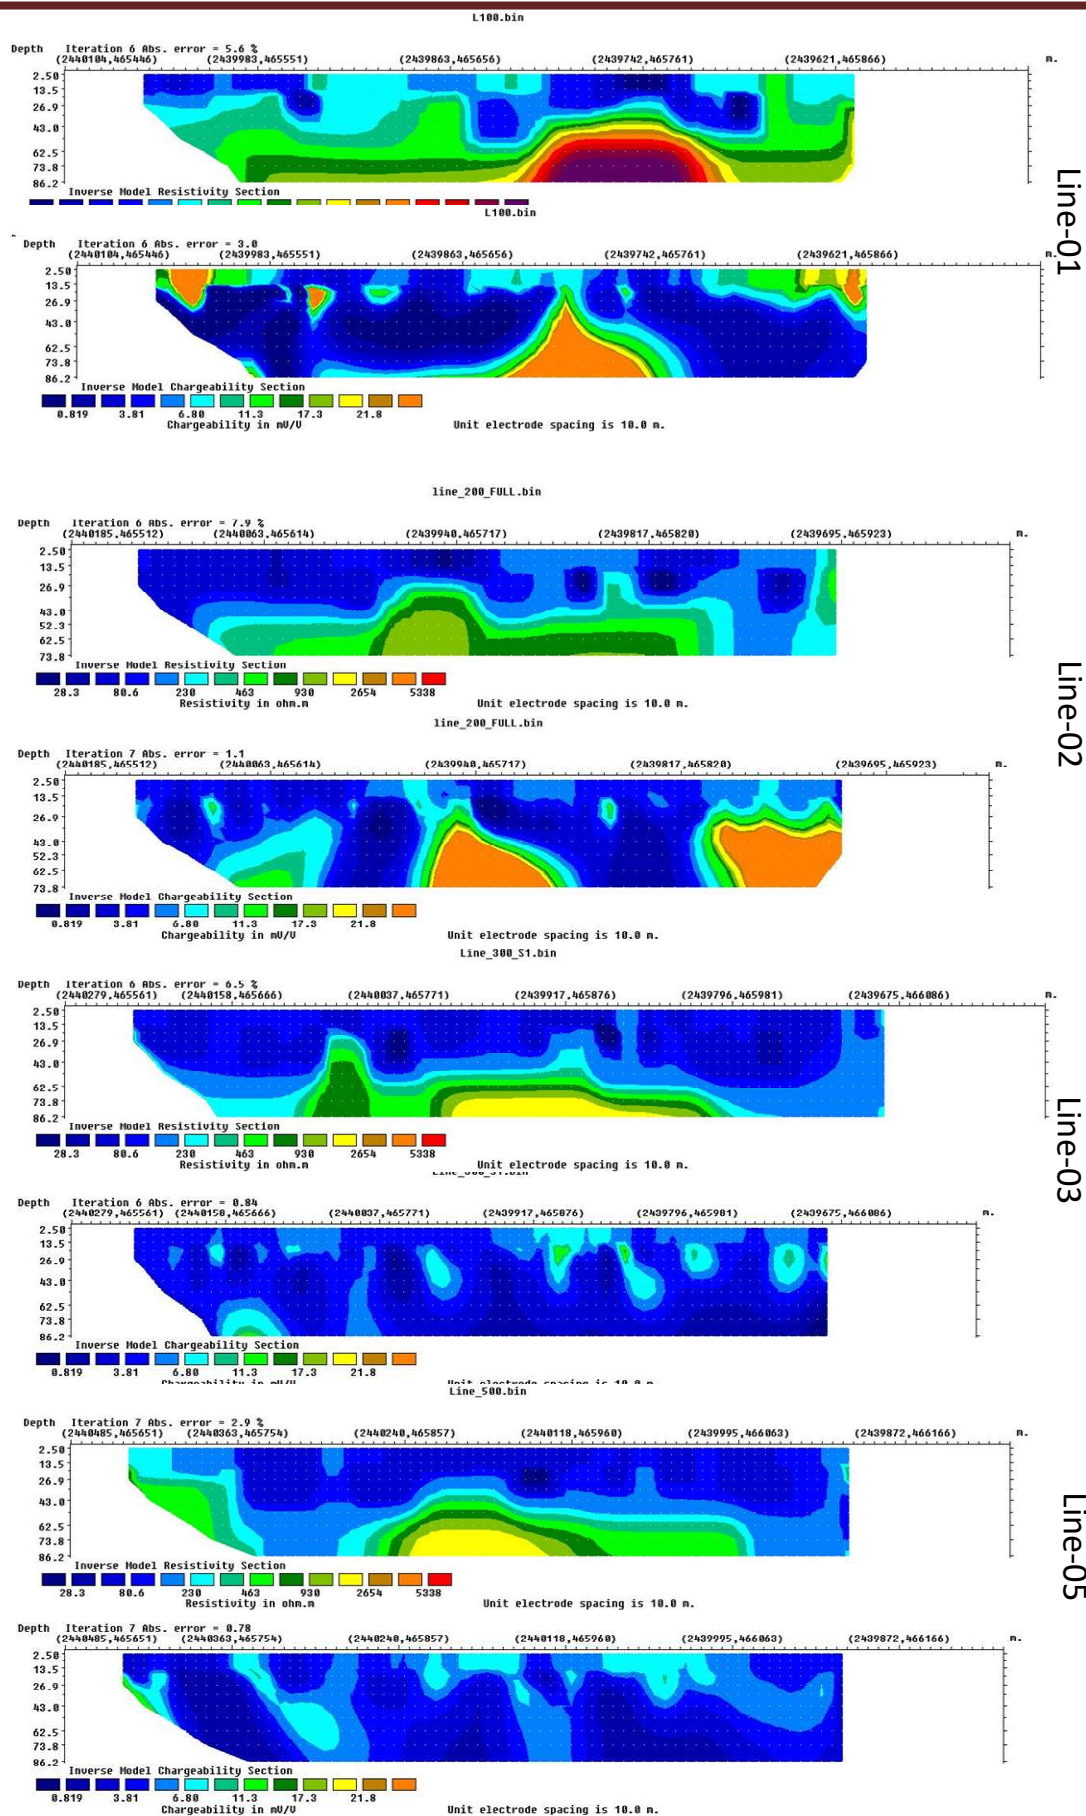 L100.bin
Depth Iteration 6 Abs. error = 5.6 %
(2440104,465446) (2439983,465551) (2439863,465656) (2439742,465761) (2439621,465866) m.
2.50
13.5
26.9
43.0
62.5
73.8
86.2
Inverse Model Resistivity Section
Line-01
L100.bin
Depth Iteration 6 Abs. error = 3.0
(2440104,465446) (2439983,465551) (2439863,465656) (2439742,465761) (2439621,465866) m.
2.50
13.5
26.9
43.0
62.5
73.8
86.2
Inverse Model Chargeability Section
0.819 3.81 6.80 11.3 17.3 21.8
Chargeability in mV/V Unit electrode spacing is 10.0 m.
line_200_FULL.bin
Depth Iteration 6 Abs. error = 7.9 %
(2440185,465512) (2440063,465614) (2439940,465717) (2439817,465820) (2439695,465923) m.
2.50
13.5
26.9
43.0
52.3
62.5
73.8
Inverse Model Resistivity Section
28.3 80.6 230 463 930 2654 5338
Resistivity in ohm.m Unit electrode spacing is 10.0 m.
Line-02
line_200_FULL.bin
Depth Iteration 7 Abs. error = 1.1
(2440185,465512) (2440063,465614) (2439940,465717) (2439817,465820) (2439695,465923) m.
2.50
13.5
26.9
43.0
52.3
62.5
73.8
Inverse Model Chargeability Section
0.819 3.81 6.80 11.3 17.3 21.8
Chargeability in mV/V Unit electrode spacing is 10.0 m.
Line_300_S1.bin
Depth Iteration 6 Abs. error = 6.5 %
(2440279,465561) (2440158,465666) (2440037,465771) (2439917,465876) (2439796,465981) (2439675,466086) m.
2.50
13.5
26.9
43.0
62.5
73.8
86.2
Inverse Model Resistivity Section
28.3 80.6 230 463 930 2654 5338
Resistivity in ohm.m Unit electrode spacing is 10.0 m.
Line-03
Depth Iteration 6 Abs. error = 0.84
(2440279,465561) (2440158,465666) (2440037,465771) (2439917,465876) (2439796,465981) (2439675,466086) m.
2.50
13.5
26.9
43.0
62.5
73.8
86.2
Inverse Model Chargeability Section
0.819 3.81 6.80 11.3 17.3 21.8
Chargeability in mV/V Unit electrode spacing is 10.0 m.
Line_500.bin
Depth Iteration 7 Abs. error = 2.9 %
(2440485,465651) (2440363,465754) (2440240,465857) (2440118,465960) (2439995,466063) (2439872,466166) m.
2.50
13.5
26.9
43.0
62.5
73.8
86.2
Inverse Model Resistivity Section
28.3 80.6 230 463 930 2654 5338
Resistivity in ohm.m Unit electrode spacing is 10.0 m.
Line-05
Depth Iteration 7 Abs. error = 0.78
(2440485,465651) (2440363,465754) (2440240,465857) (2440118,465960) (2439995,466063) (2439872,466166) m.
2.50
13.5
26.9
43.0
62.5
73.8
86.2
Inverse Model Chargeability Section
0.819 3.81 6.80 11.3 17.3 21.8
Chargeability in mV/V Unit electrode spacing is 10.0 m.